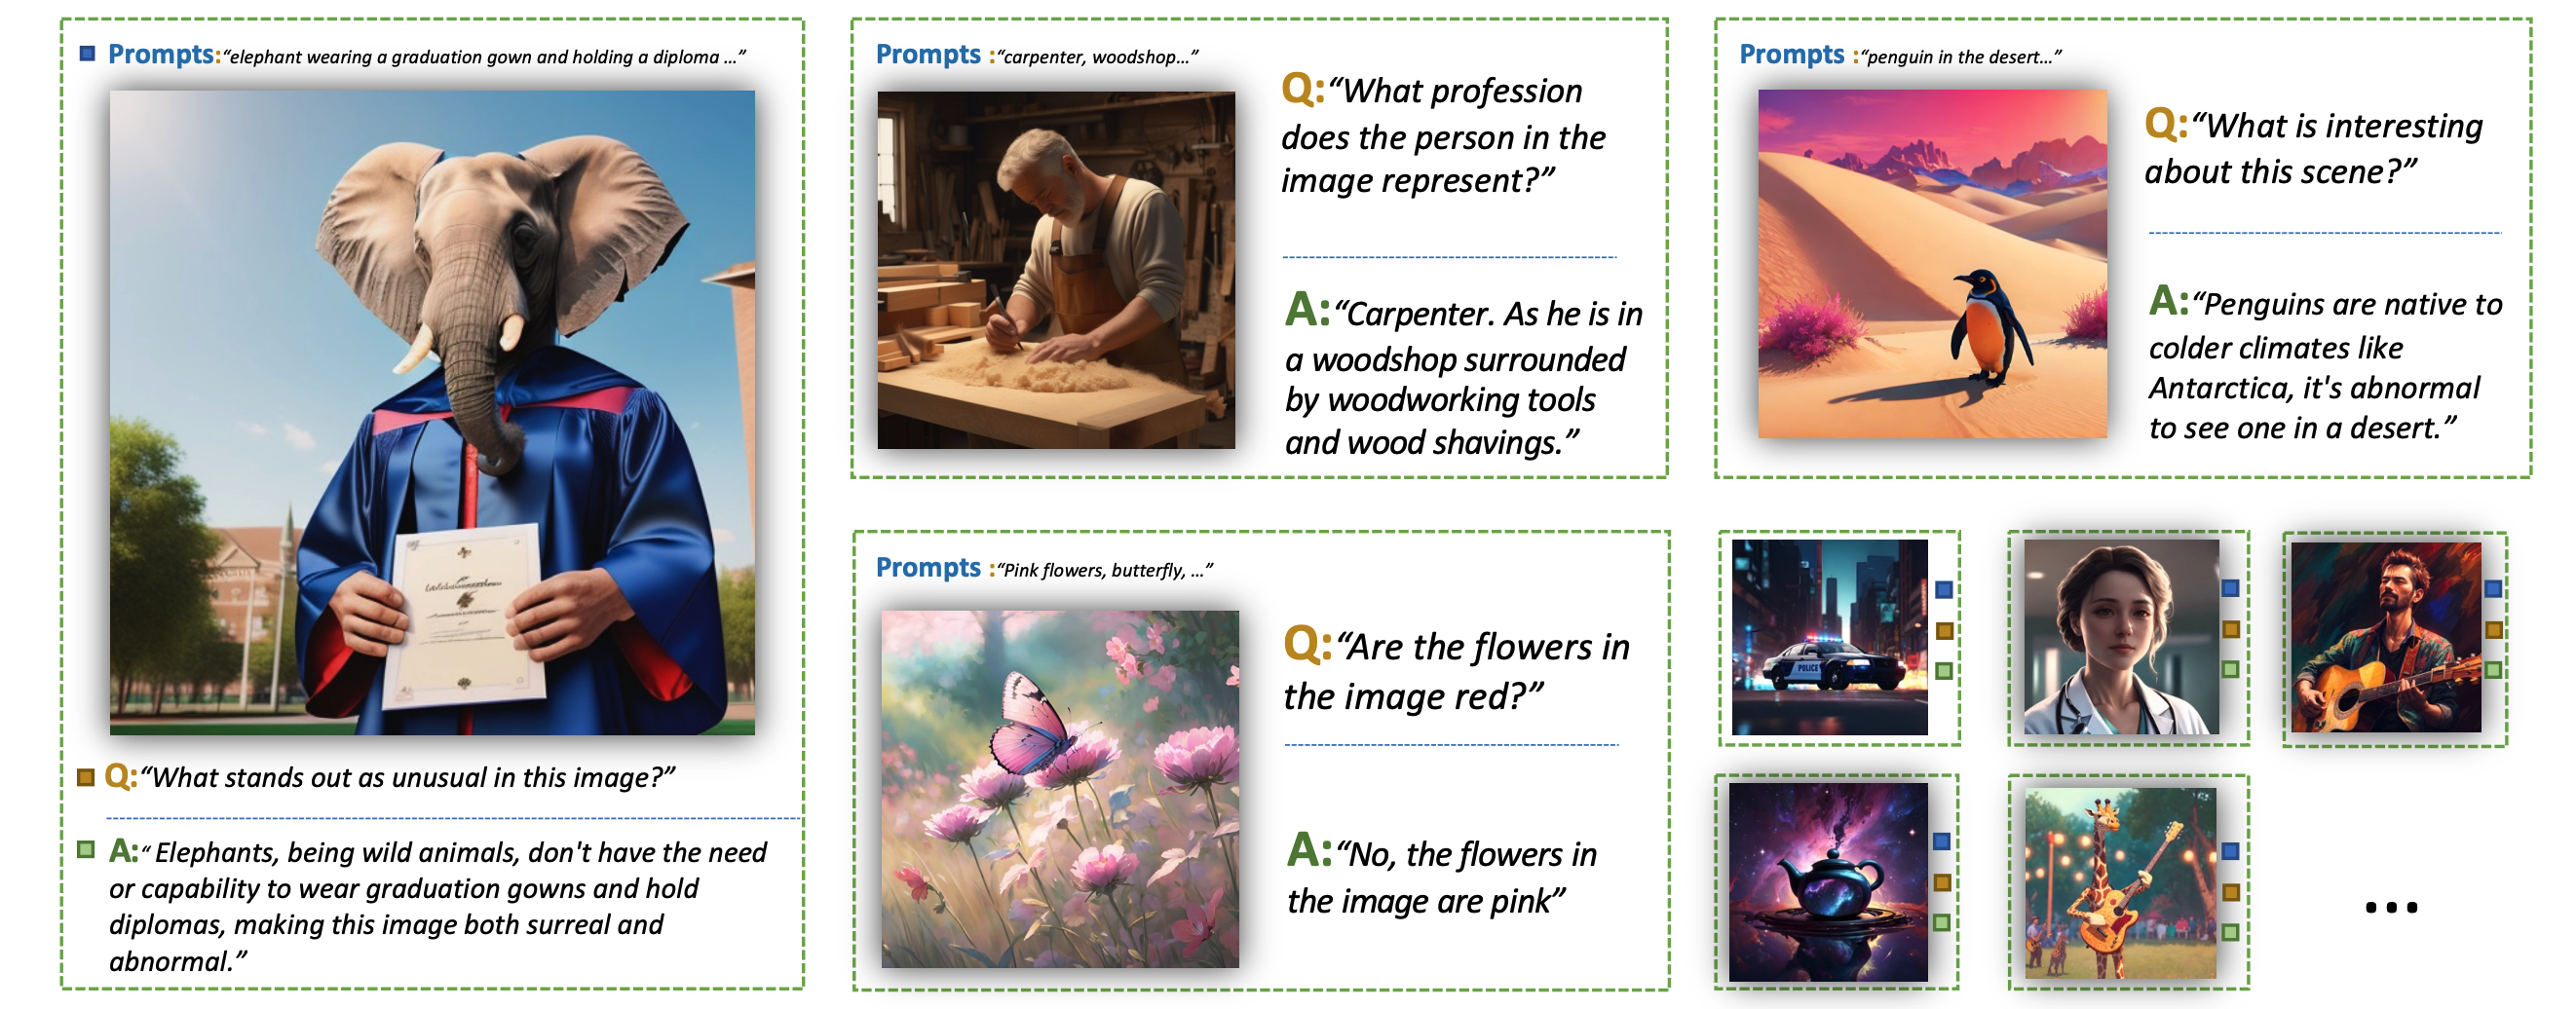 Prompts:“elephant wearing a graduation gown and holding a diploma ...”
Q:“What stands out as unusual in this image?”
A:“ Elephants, being wild animals, don't have the need
or capability to wear graduation gowns and hold
diplomas, making this image both surreal and
abnormal.”
Prompts :“carpenter, woodshop...”
Q:“What profession
does the person in the
image represent?”
A:“Carpenter. As he is in
a woodshop surrounded
by woodworking tools
and wood shavings.”
Prompts :“penguin in the desert...”
Q:“What is interesting
about this scene?”
A:“Penguins are native to
colder climates like
Antarctica, it's abnormal
to see one in a desert.”
Prompts :“Pink flowers, butterfly, ...”
Q:“Are the flowers in
the image red?”
A:“No, the flowers in
the image are pink”
POLICE
...